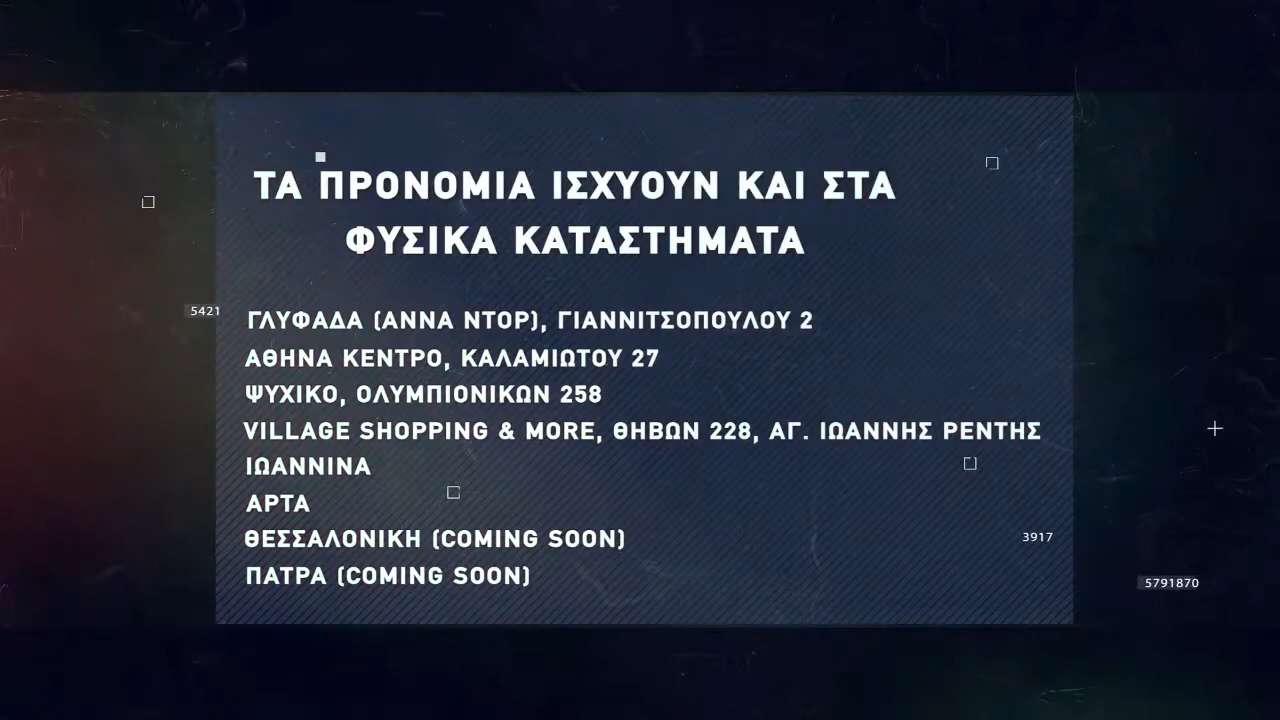 ΤΑ ΠΡΟΝΟΜΙΑ ΙΣΧΥΟΥΝ ΚΑΙ ΣΤΑ
ΦΥΣΙΚΑ ΚΑΤΑΣΤΗΜΑΤΑ
5421
ΓΛΥΦΑΔΑ (ΑΝΝΑ ΝΤΟΡ), ΓΙΑΝΝΙΤΣΟΠΟΥΛΟΥ 2
ΑΘΗΝΑ ΚΕΝΤΡΟ, ΚΑΛΑΜΙΩΤΟΥ 27
ΨΥΧΙΚΟ, ΟΛΥΜΠΙΟΝΙΚΩΝ 258
VILLAGE SHOPPING & MORE, ΘΗΒΩΝ 228, ΑΓ. ΙΩΑΝΝΗΣ ΡΕΝΤΗΣ
ΙΩΑΝΝΙΝΑ
ΑΡΤΑ
ΘΕΣΣΑΛΟΝΙΚΗ (COMING SOON)
3917
ΠΑΤΡΑ (COMING SOON)
5791870